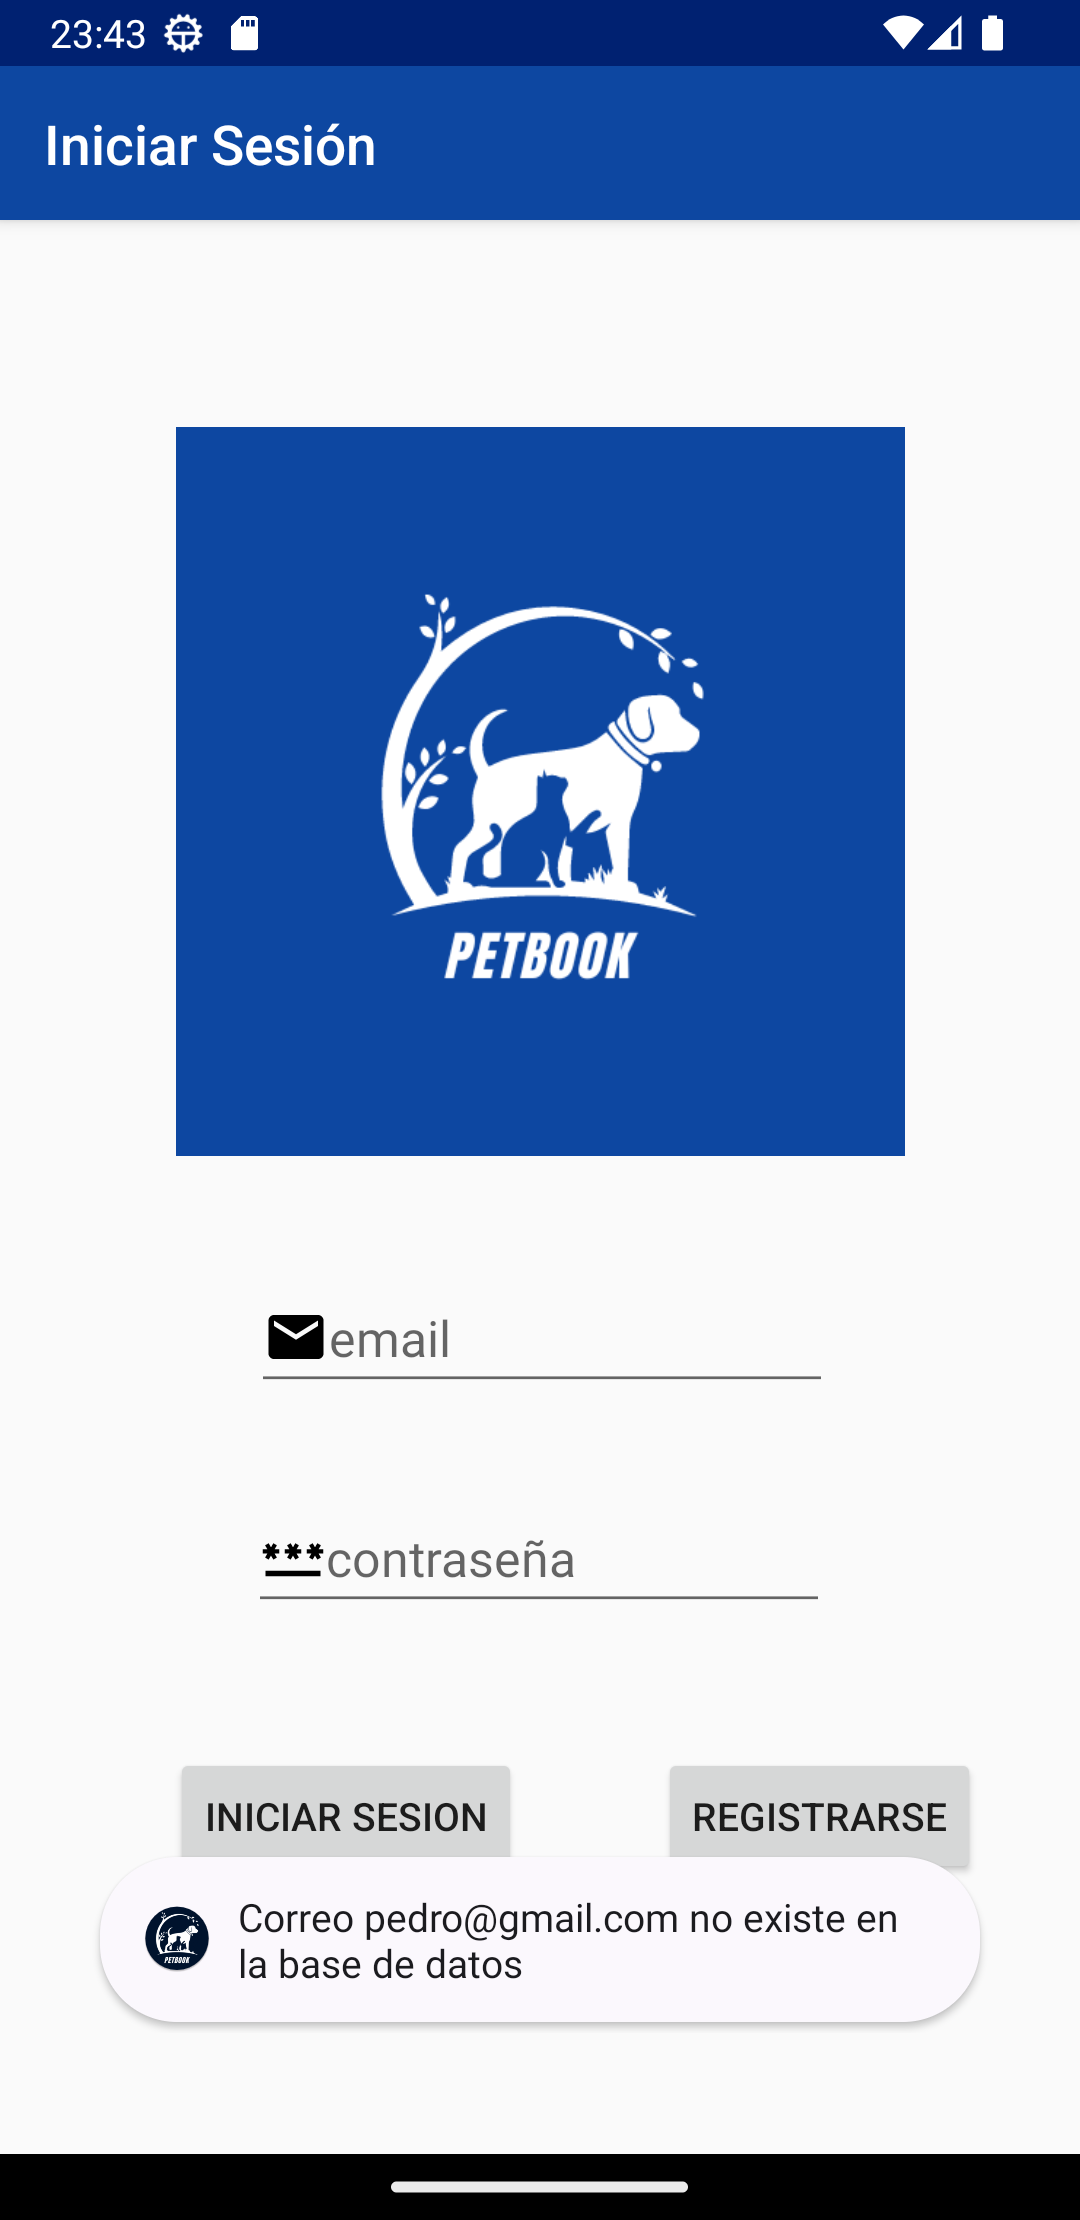 23:43
Iniciar Sesión
PETBOOK
email
***contraseña
INICIAR SESION
REGISTRARSE
Correo pedro@gmail.com no existe en
la base de datos
PETBOOK